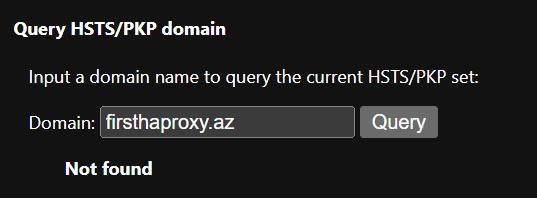 Query HSTS/PKP domain
Input a domain name to query the current HSTS/PKP set:
Domain: firsthaproxy.az Query
Not found